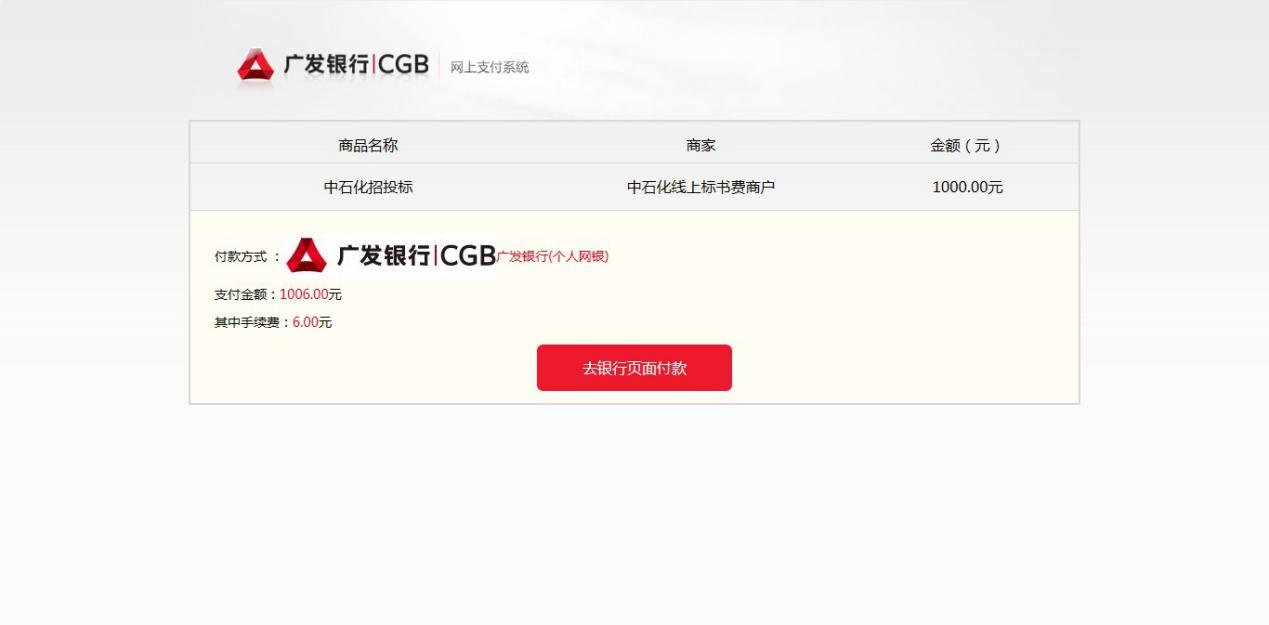 广发银行|CGB 网上支付系统
商品名称 商家 金额（元）
中石化招投标 中石化线上标书费商户 1000.00元
付款方式 ： 广发银行|CGB广发银行(个人网银)
支付金额：1006.00元
其中手续费：6.00元
去银行页面付款